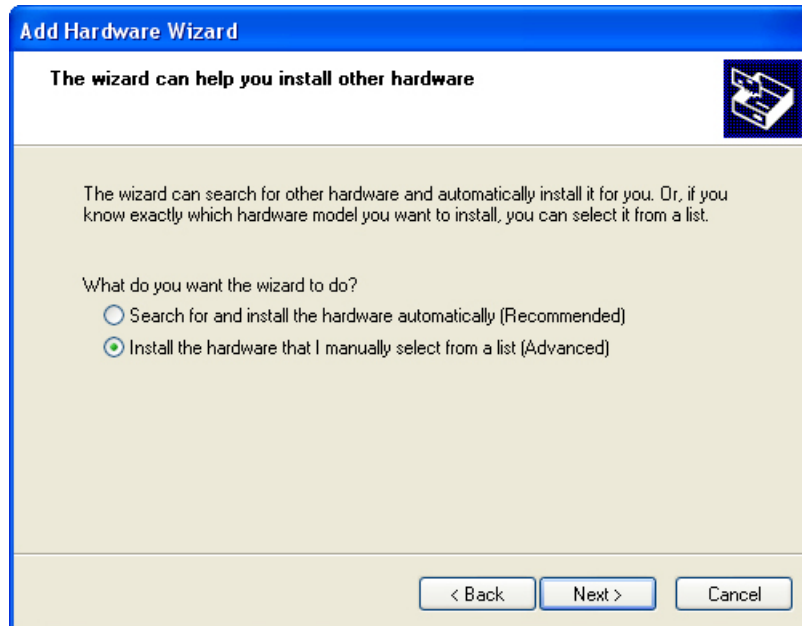 Add Hardware Wizard
The wizard can help you install other hardware
The wizard can search for other hardware and automatically install it for you. Or, if you
know exactly which hardware model you want to install, you can select it from a list.
What do you want the wizard to do?
Search for and install the hardware automatically (Recommended)
Install the hardware that I manually select from a list (Advanced)
< Back Next > Cancel